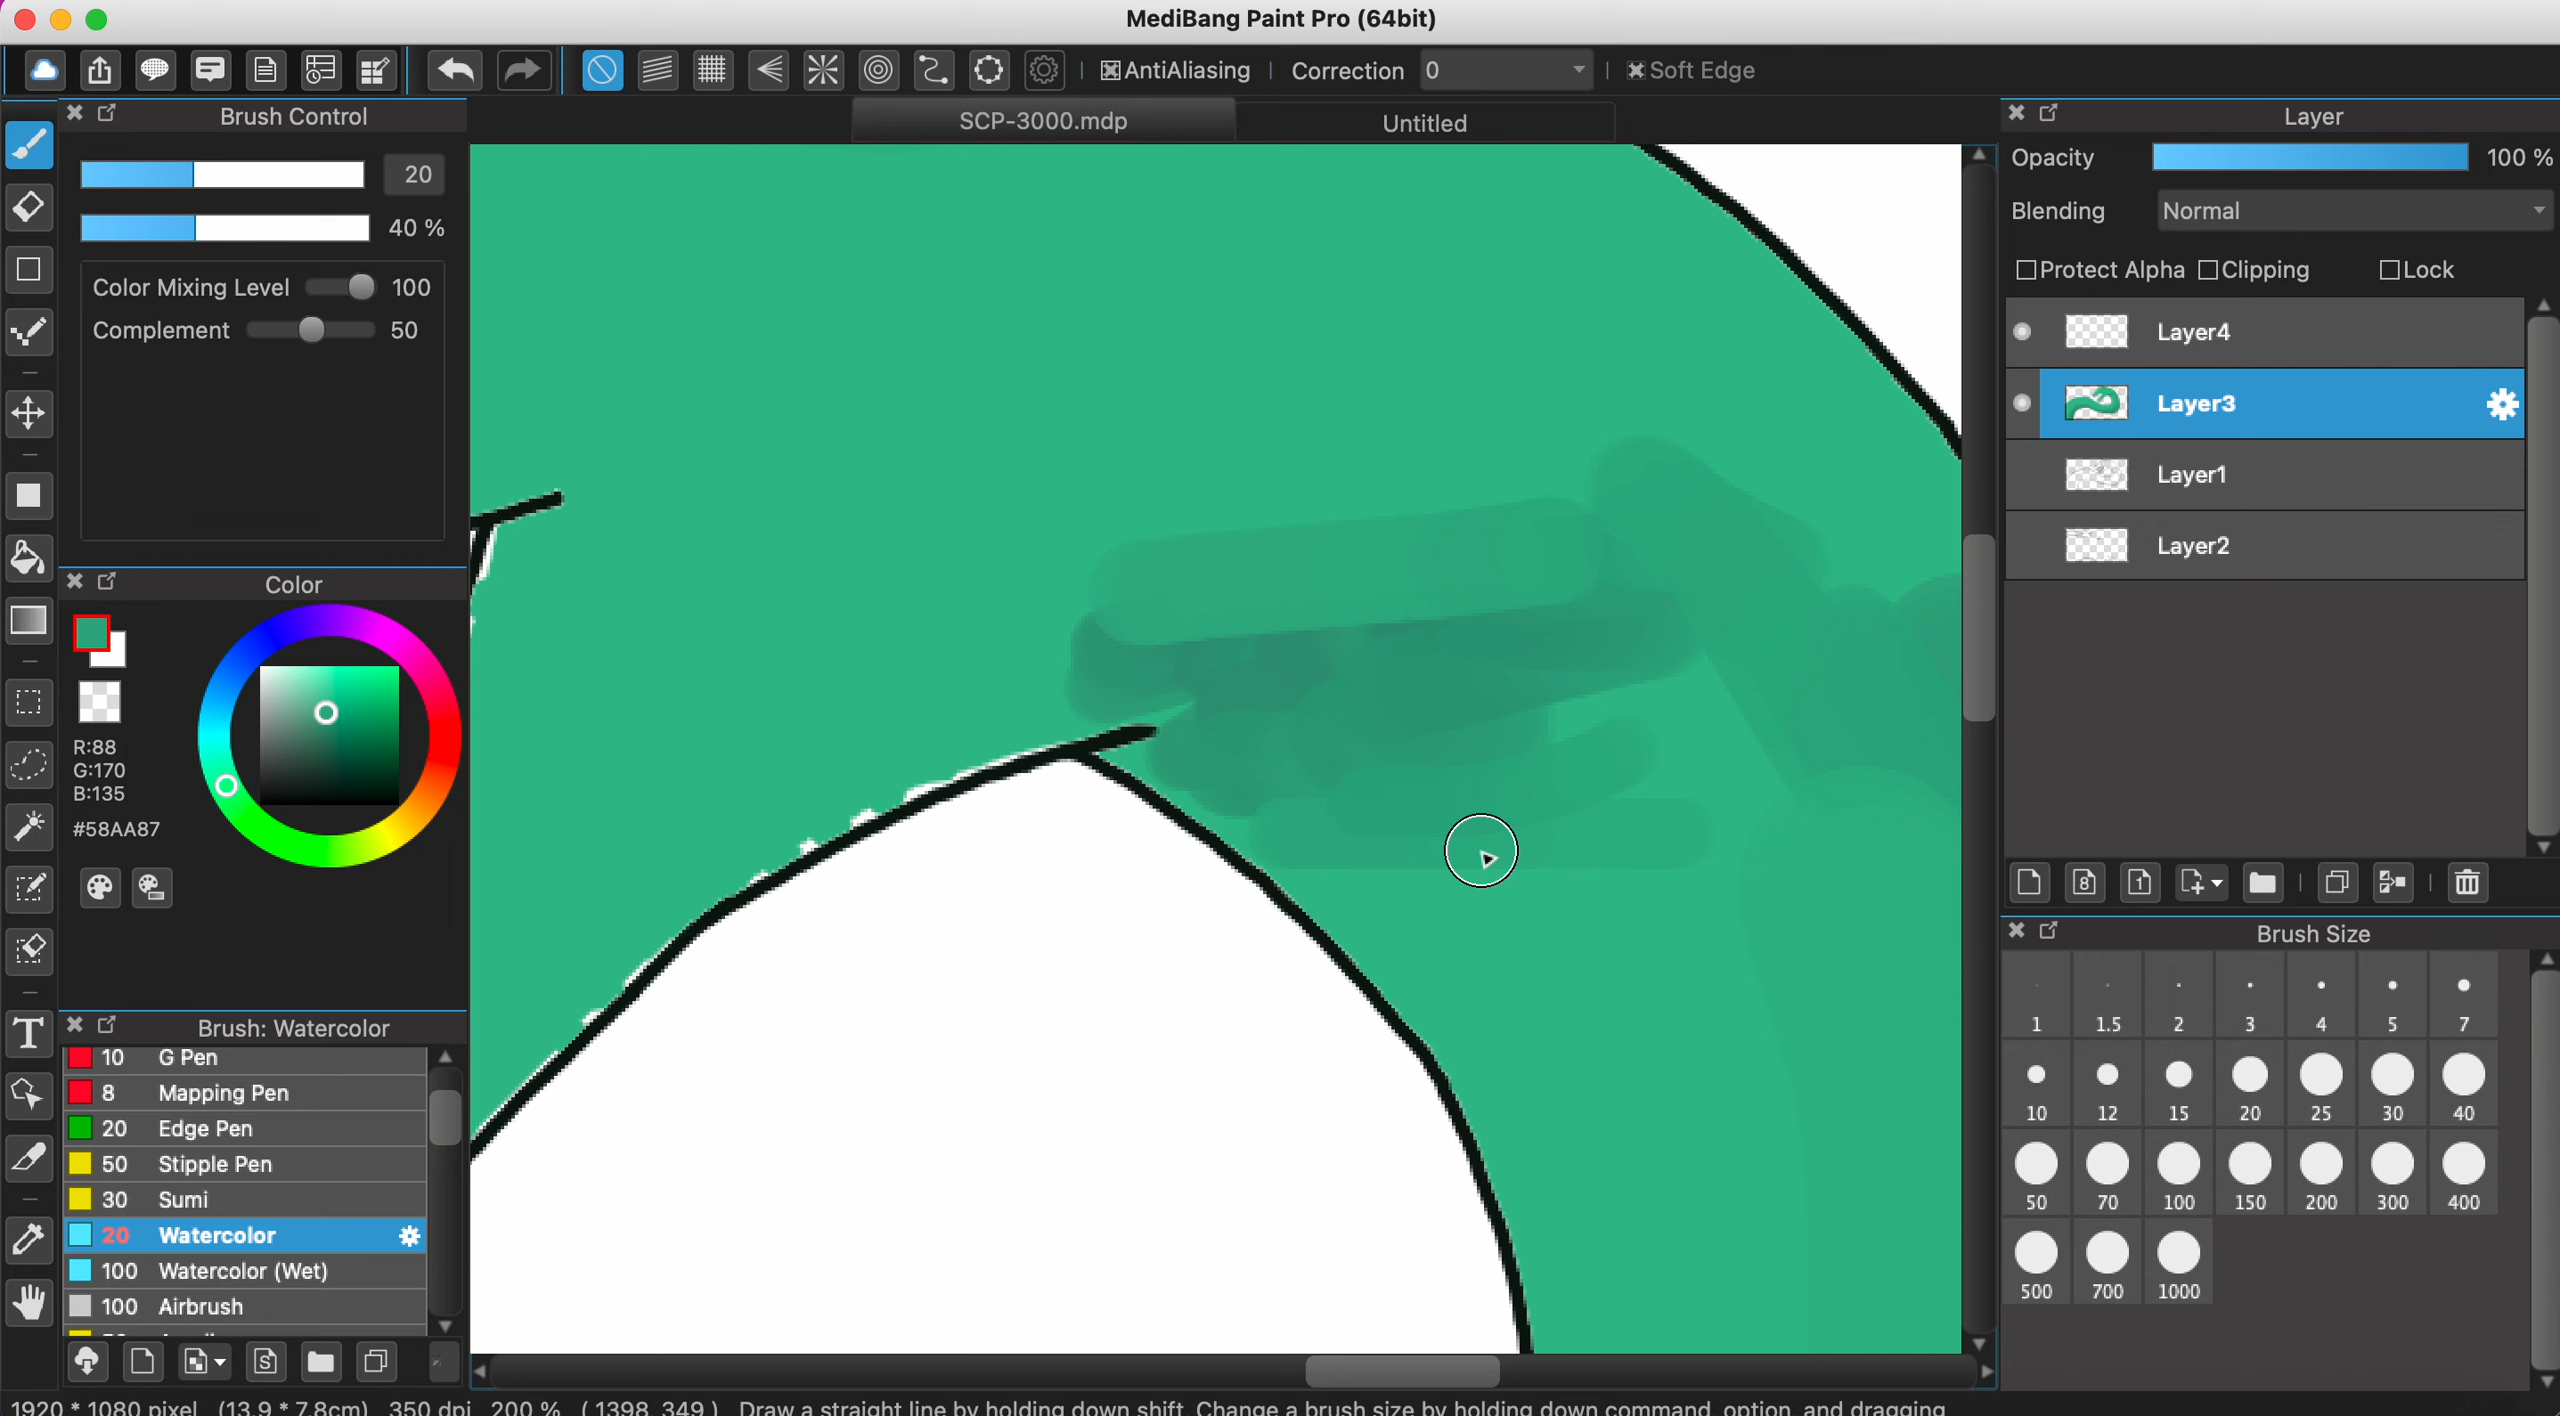 MediBang Paint Pro (64bit)
AntiAliasing
Correction 0
Soft Edge
Brush Control
SCP-3000.mdp
Untitled
Layer
20
40 %
Color Mixing Level 100
Complement 50
Opacity 100 %
Blending Normal
Protect Alpha Clipping Lock
Layer4
Layer3
Layer1
Layer2
Color
R:88
G:170
B:135
#58AA87
Brush: Watercolor
10 G Pen
8 Mapping Pen
20 Edge Pen
50 Stipple Pen
30 Sumi
20 Watercolor
100 Watercolor (Wet)
100 Airbrush
Brush Size
1 1.5 2 3 4 5 7
10 12 15 20 25 30 40
50 70 100 150 200 300 400
500 700 1000
1920 * 1080 pixel (13.9 * 7.8cm) 350 dpi 200 % ( 1398, 349 ) Draw a straight line by holding down shift, Change a brush size by holding down command, option, and dragging